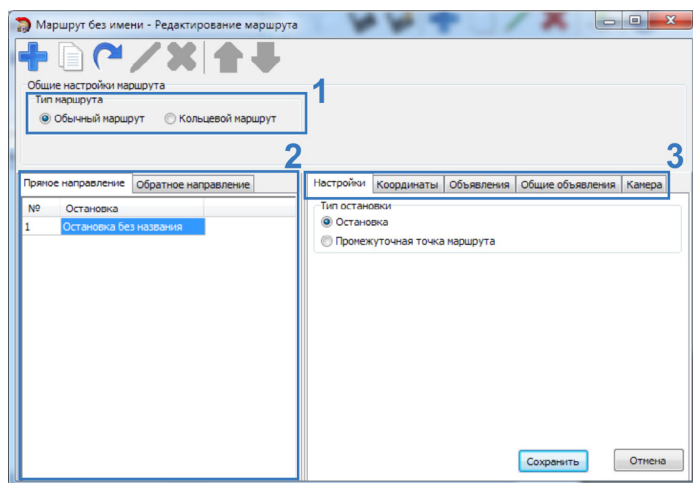 Маршрут без имени - Редактирование маршрута
Общие настройки маршрута
1
Тип маршрута
Обычный маршрут Кольцевой маршрут
2
3
Прямое направление Обратное направление
Настройки Координаты Объявления Общие объявления Камера
№ Остановка
1 Остановка без названия
Тип остановки
Остановка
Промежуточная точка маршрута
Сохранить Отмена